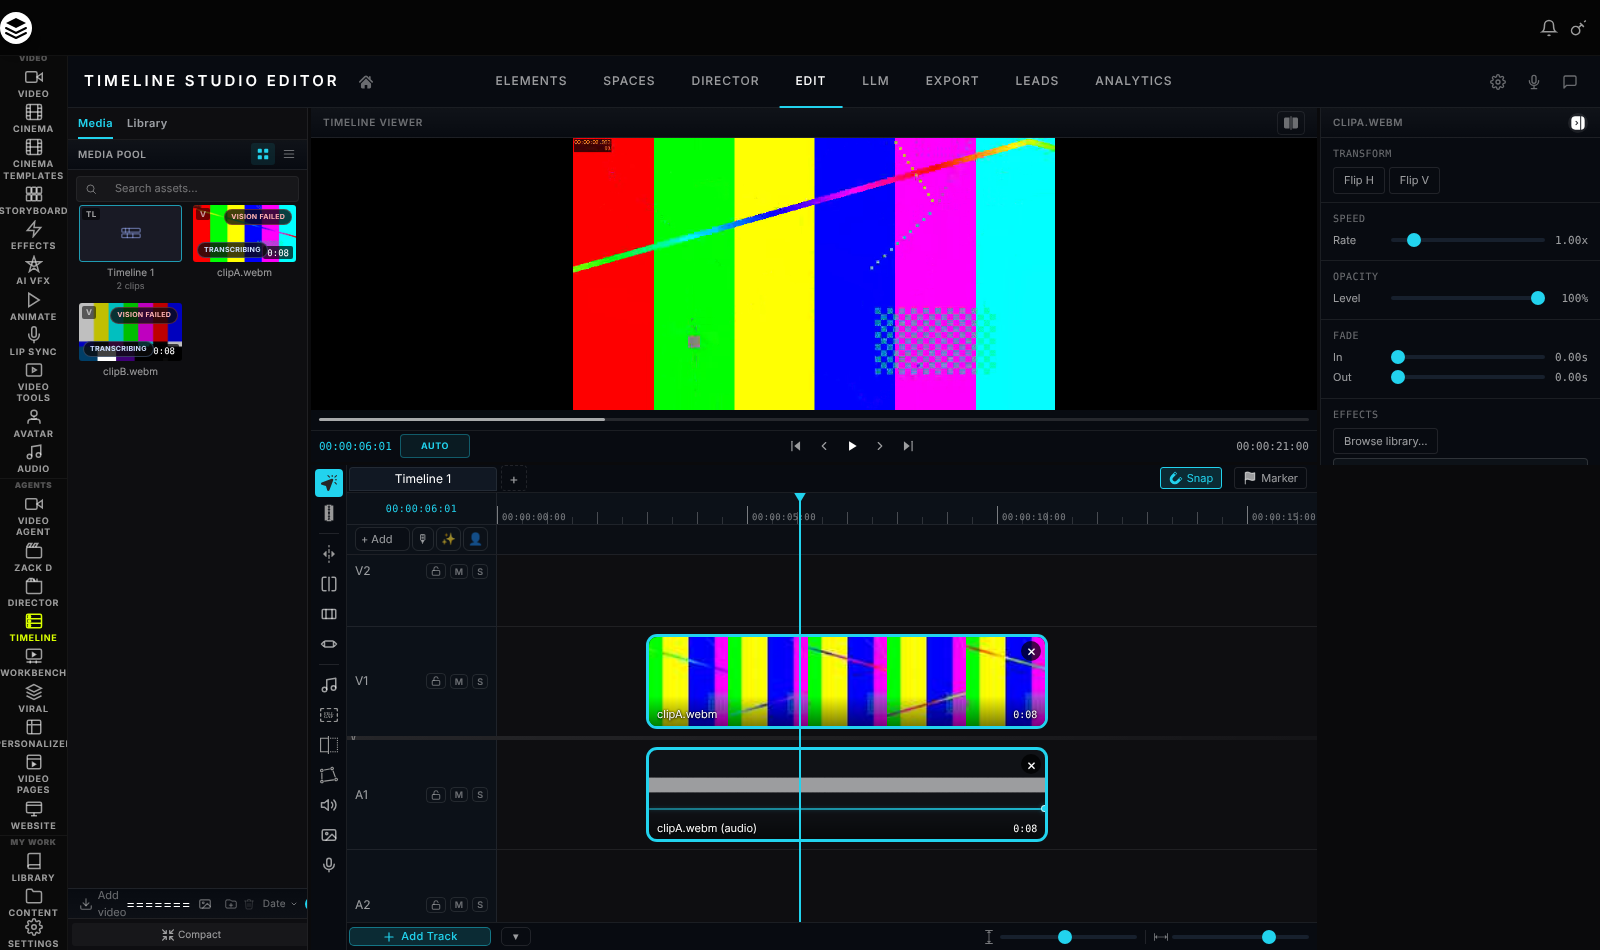 VIDEO
VIDEO
CINEMA
CINEMA
TEMPLATES
STORYBOARD
EFFECTS
AI VFX
ANIMATE
LIP SYNC
VIDEO
TOOLS
AVATAR
AUDIO
AGENTS
VIDEO
AGENT
ZACK D
DIRECTOR
TIMELINE
WORKBENCH
VIRAL
PERSONALIZE
VIDEO
PAGES
WEBSITE
MY WORK
LIBRARY
CONTENT
SETTINGS
TIMELINE STUDIO EDITOR
ELEMENTS
SPACES
DIRECTOR
EDIT
LLM
EXPORT
LEADS
ANALYTICS
Media
Library
MEDIA POOL
Search assets...
TL
Timeline 1
2 clips
V
VISION FAILED
TRANSCRIBING
0:08
clipA.webm
V
VISION FAILED
TRANSCRIBING
0:08
clipB.webm
Add
video
=======
Date
Compact
TIMELINE VIEWER
00:00:06:01
AUTO
00:00:21:00
Timeline 1
+
Snap
Marker
00:00:06:01
00:00:00:00
00:00:05:00
00:00:10:00
00:00:15:00
+ Add
V2
M
S
V1
M
S
clipA.webm
0:08
A1
M
S
clipA.webm (audio)
0:08
A2
M
S
+ Add Track
CLIPA.WEBM
TRANSFORM
Flip H
Flip V
SPEED
Rate
1.00x
OPACITY
Level
100%
FADE
In
0.00s
Out
0.00s
EFFECTS
Browse library...